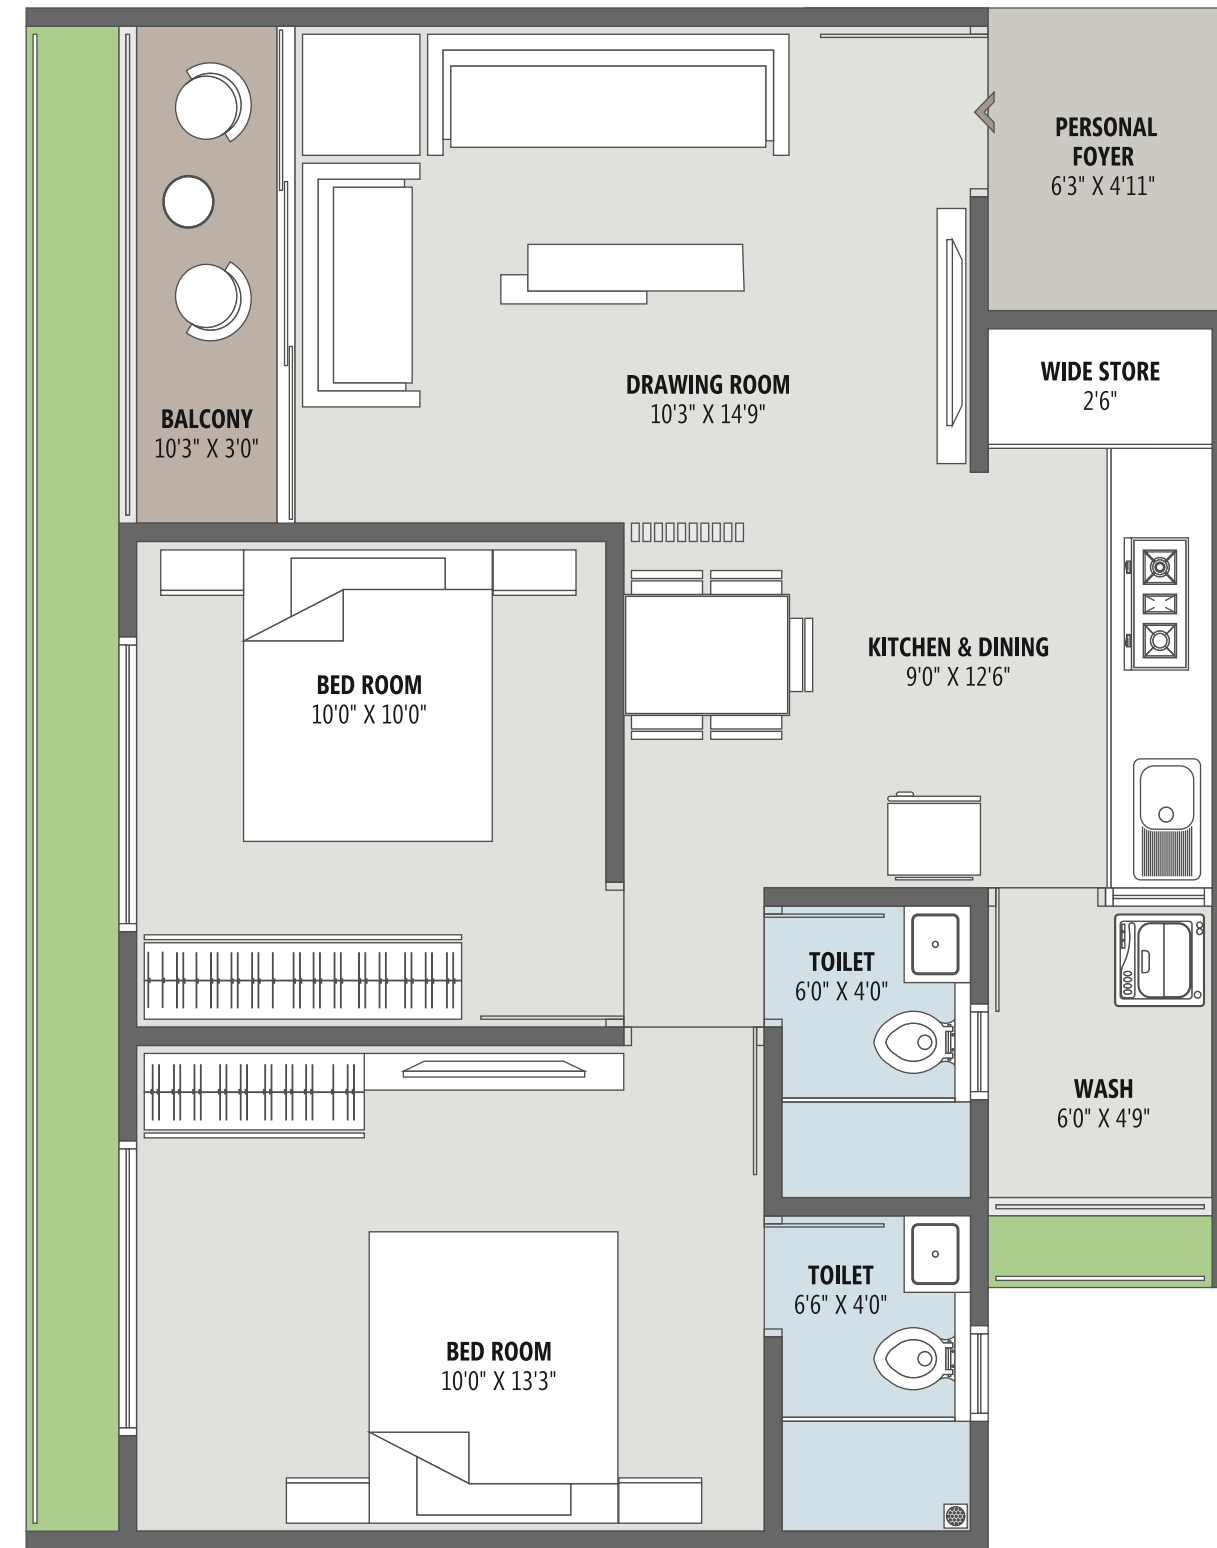 PERSONAL
FOYER
6'3" X 4'11"
WIDE STORE
2'6"
DRAWING ROOM
10'3" X 14'9"
BALCONY
10'3" X 3'0"
KITCHEN & DINING
9'0" X 12'6"
BED ROOM
10'0" X 10'0"
TOILET
6'0" X 4'0"
WASH
6'0" X 4'9"
TOILET
6'6" X 4'0"
BED ROOM
10'0" X 13'3"